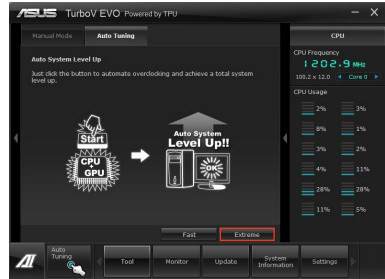 ASUS TurboV EVO Powered by TPU
Manual Mode
Auto Tuning
Auto System Level Up
Just click the button to automate overclocking and achieve a total system
level up.
Start
CPU
GPU
Auto System
Level Up!!
OK
Fast
Extreme
CPU
CPU Frequency
1202.9 MHz
100.2 x 12.0
Core 0
CPU Usage
2%
3%
8%
1%
3%
2%
4%
11%
28%
28%
11%
5%
Auto
Tuning
Tool
Monitor
Update
System
Information
Settings